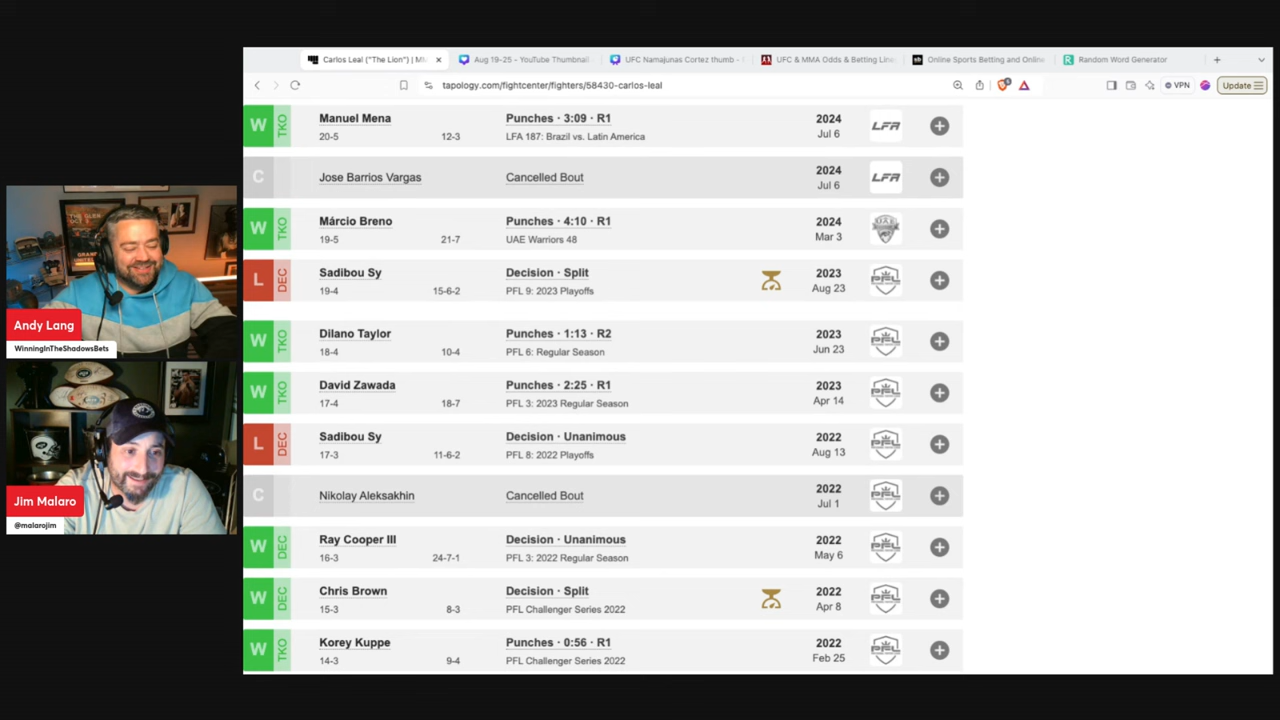 Carlos Leal ("The Lion") | M
Aug 19-25 - YouTube Thumbnail
UFC Namajunas Cortez thumb -
UFC & MMA Odds & Betting Line
Online Sports Betting and Online
Random Word Generator
tapology.com/fightcenter/fighters/58430-carlos-leal
VPN
Update
W TKO Manuel Mena Punches · 3:09 · R1 2024
20-5 12-3 LFA 187: Brazil vs. Latin America Jul 6 LFA
C Jose Barrios Vargas Cancelled Bout 2024
Jul 6 LFA
W TKO Márcio Breno Punches · 4:10 · R1 2024
19-5 21-7 UAE Warriors 48 Mar 3
L DEC Sadibou Sy Decision · Split 2023
19-4 15-6-2 PFL 9: 2023 Playoffs Aug 23 PFL
W TKO Dilano Taylor Punches · 1:13 · R2 2023
18-4 10-4 PFL 6: Regular Season Jun 23 PFL
W TKO David Zawada Punches · 2:25 · R1 2023
17-4 18-7 PFL 3: 2023 Regular Season Apr 14 PFL
L DEC Sadibou Sy Decision · Unanimous 2022
17-3 11-6-2 PFL 8: 2022 Playoffs Aug 13 PFL
C Nikolay Aleksakhin Cancelled Bout 2022
Jul 1 PFL
W DEC Ray Cooper III Decision · Unanimous 2022
16-3 24-7-1 PFL 3: 2022 Regular Season May 6 PFL
W DEC Chris Brown Decision · Split 2022
15-3 8-3 PFL Challenger Series 2022 Apr 8 PFL
W TKO Korey Kuppe Punches · 0:56 · R1 2022
14-3 9-4 PFL Challenger Series 2022 Feb 25 PFL
Andy Lang
WinningInTheShadowsBets
Jim Malaro
@malarojim